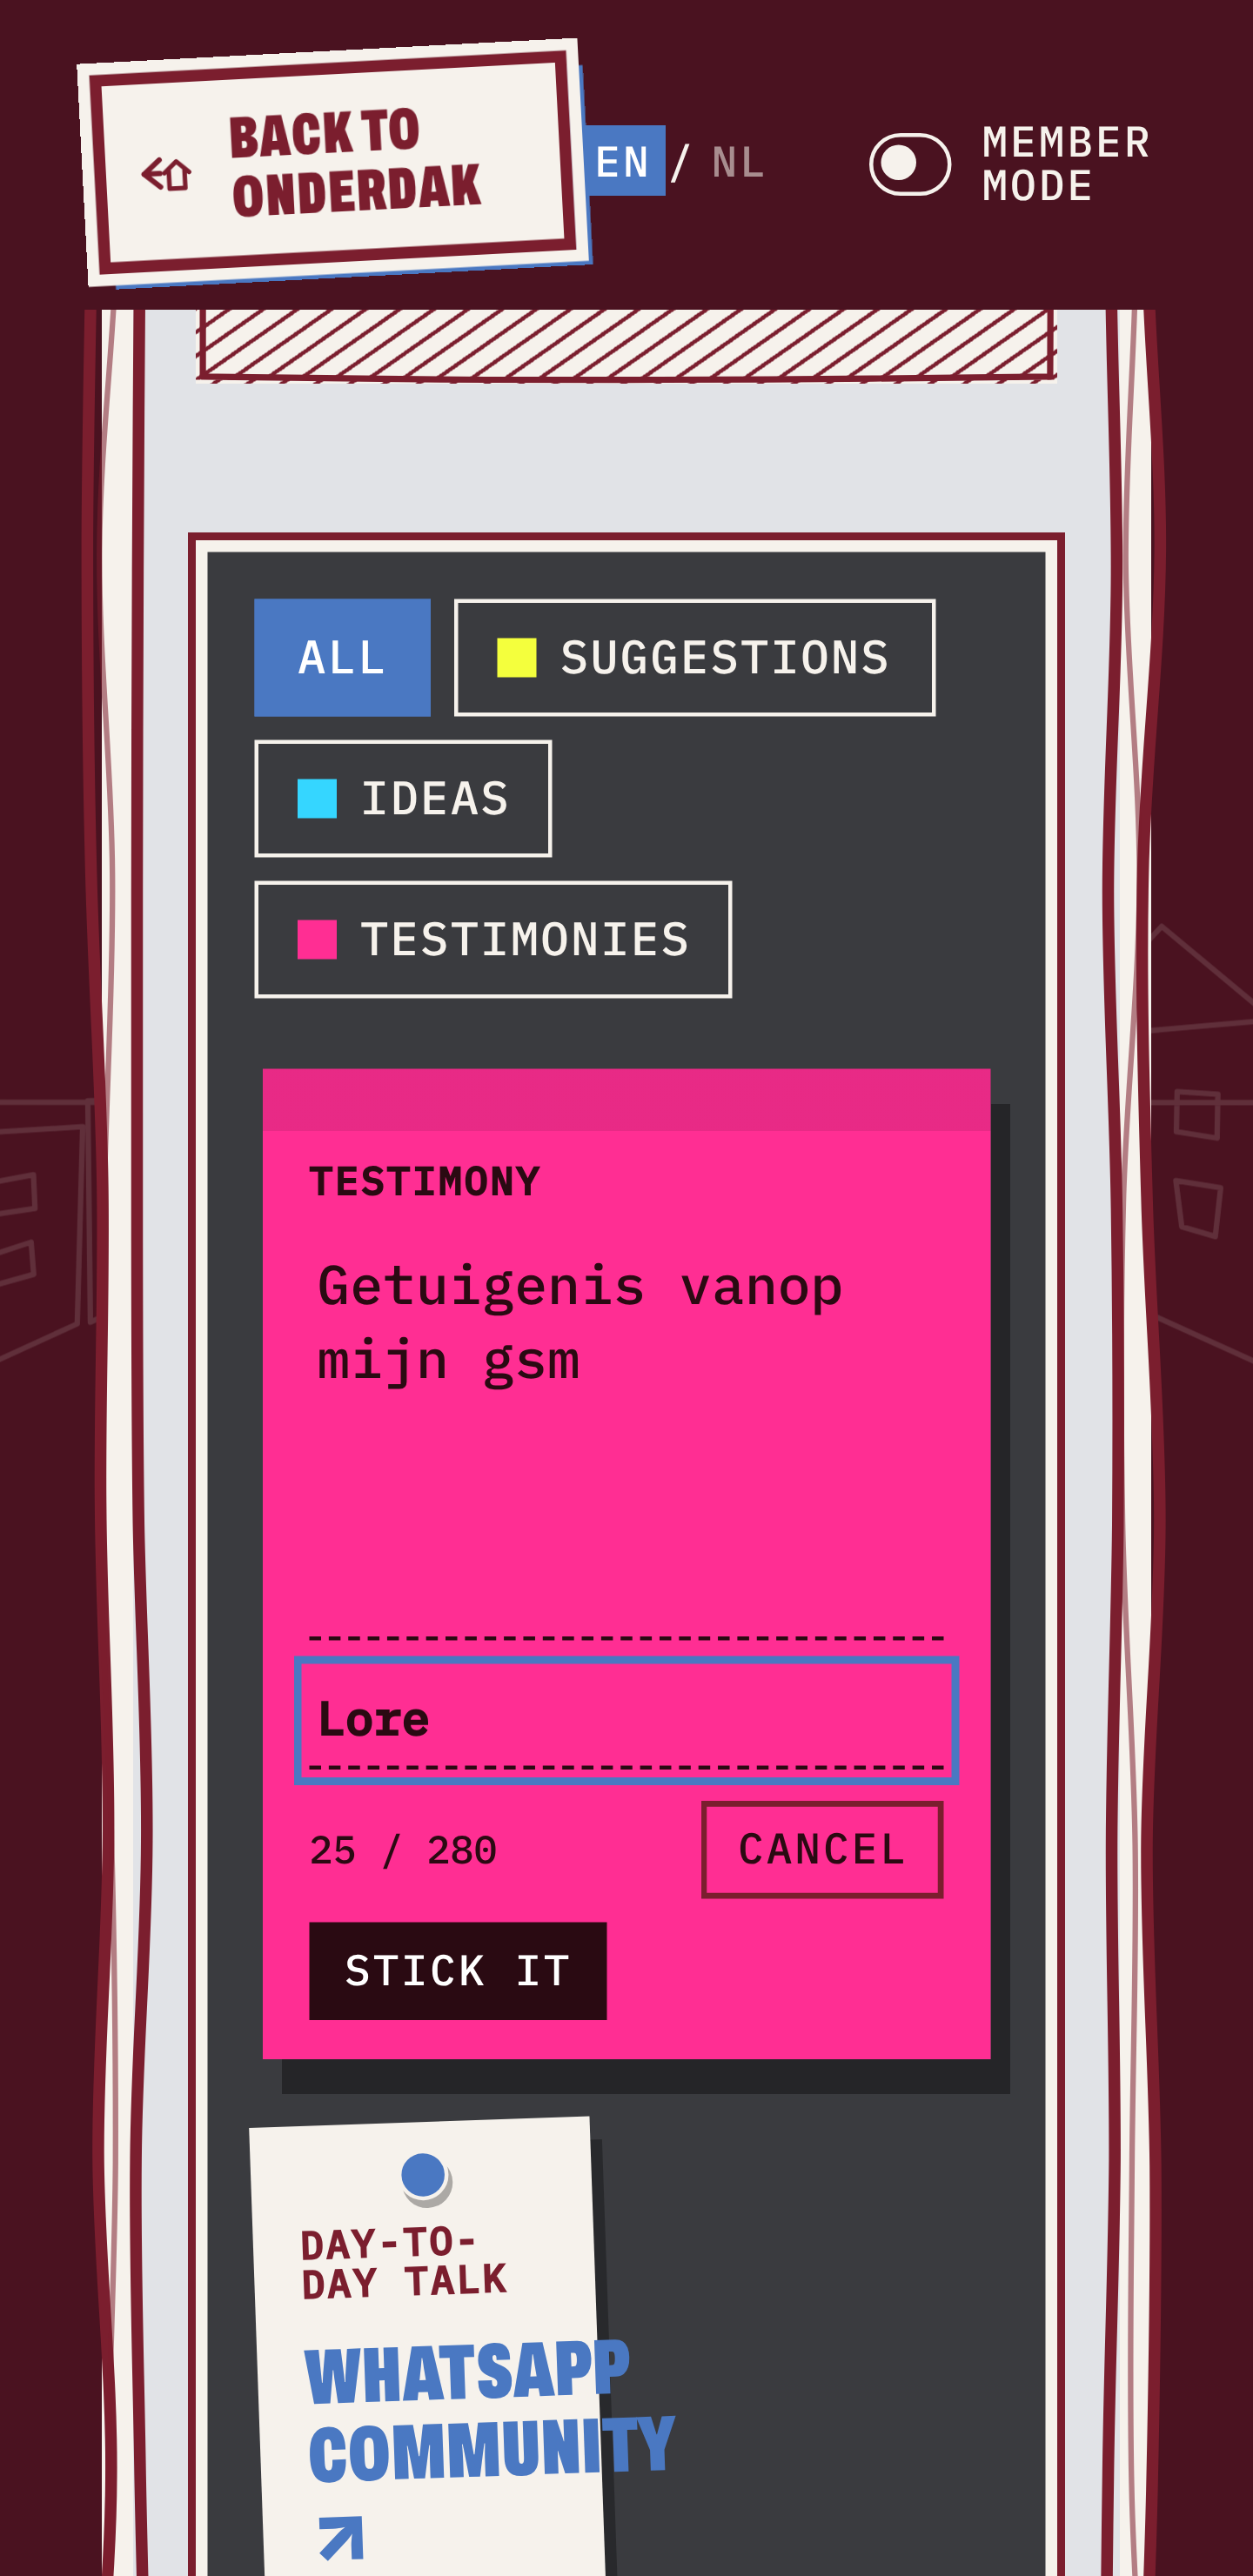 BACK TO
ONDERDAK
EN / NL
MEMBER
MODE
ALL
SUGGESTIONS
IDEAS
TESTIMONIES
TESTIMONY
Getuigenis vanop
mijn gsm
Lore
25 / 280
CANCEL
STICK IT
DAY-TO-
DAY TALK
WHATSAPP
COMMUNITY